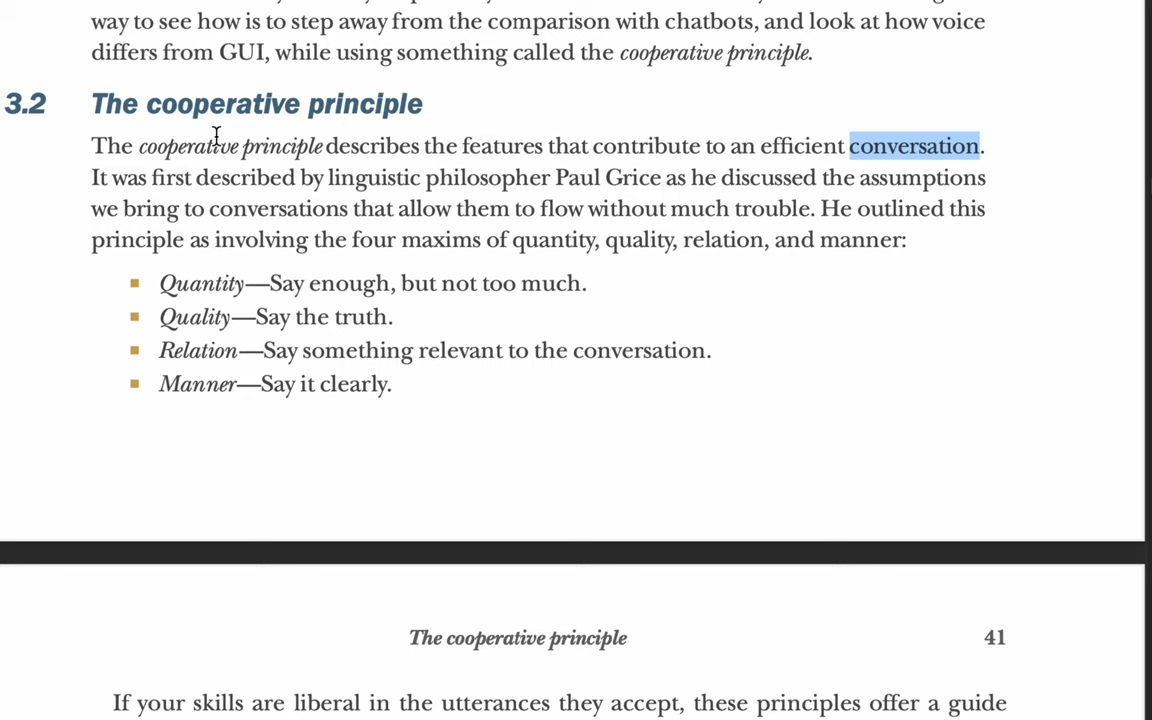 way to see how is to step away from the comparison with chatbots, and look at how voice
differs from GUI, while using something called the cooperative principle.
3.2 The cooperative principle
The cooperative principle describes the features that contribute to an efficient conversation.
It was first described by linguistic philosopher Paul Grice as he discussed the assumptions
we bring to conversations that allow them to flow without much trouble. He outlined this
principle as involving the four maxims of quantity, quality, relation, and manner:
▪ Quantity—Say enough, but not too much.
▪ Quality—Say the truth.
▪ Relation—Say something relevant to the conversation.
▪ Manner—Say it clearly.
The cooperative principle 41
If your skills are liberal in the utterances they accept, these principles offer a guide